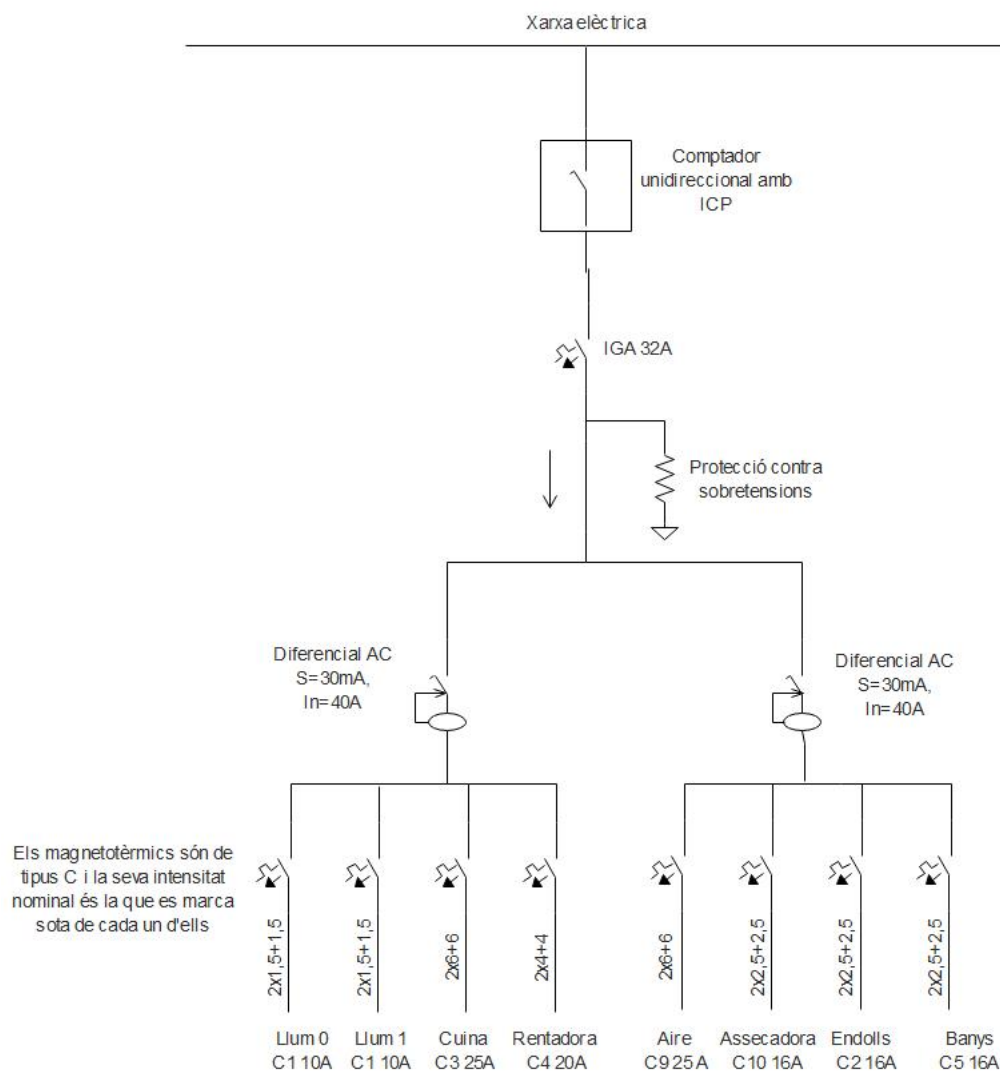 Xarxa elèctrica
Comptador
unidireccional amb
ICP
IGA 32A
Protecció contra
sobretensions
Diferencial AC
S=30mA,
In=40A
Diferencial AC
S=30mA,
In=40A
Els magnetotèrmics són de
tipus C i la seva intensitat
nominal és la que es marca
sota de cada un d'ells
2x1,5+1,5
2x1,5+1,5
2x6+6
2x4+4
2x6+6
2x2,5+2,5
2x2,5+2,5
2x2,5+2,5
Llum 0
C1 10A
Llum 1
C1 10A
Cuina
C3 25A
Rentadora
C4 20A
Aire
C9 25A
Assecadora
C10 16A
Endolls
C2 16A
Banys
C5 16A